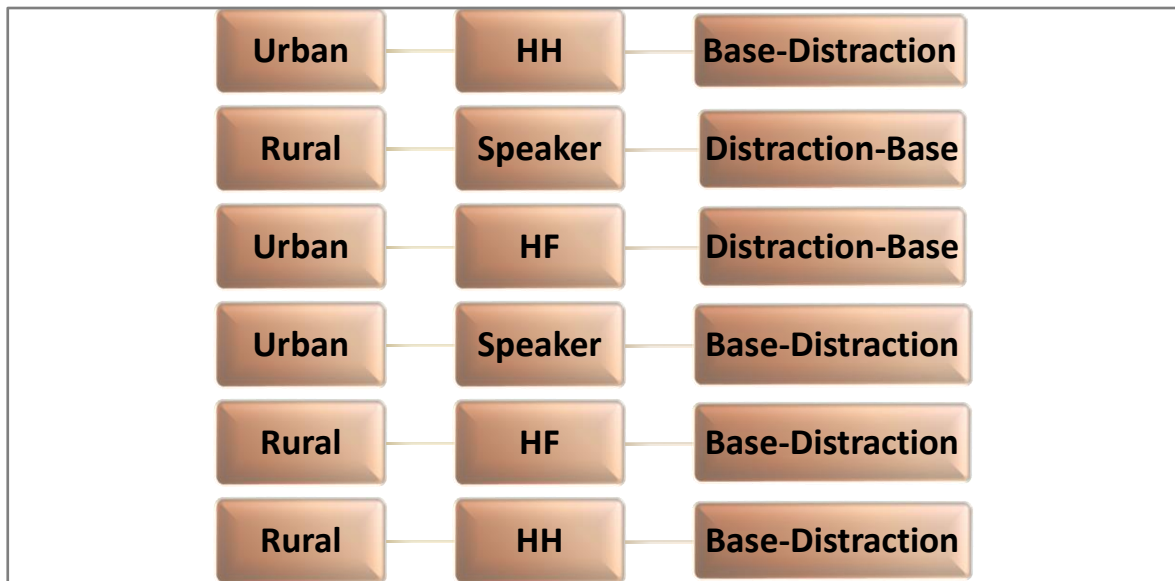 Urban HH Base-Distraction
Rural Speaker Distraction-Base
Urban HF Distraction-Base
Urban Speaker Base-Distraction
Rural HF Base-Distraction
Rural HH Base-Distraction